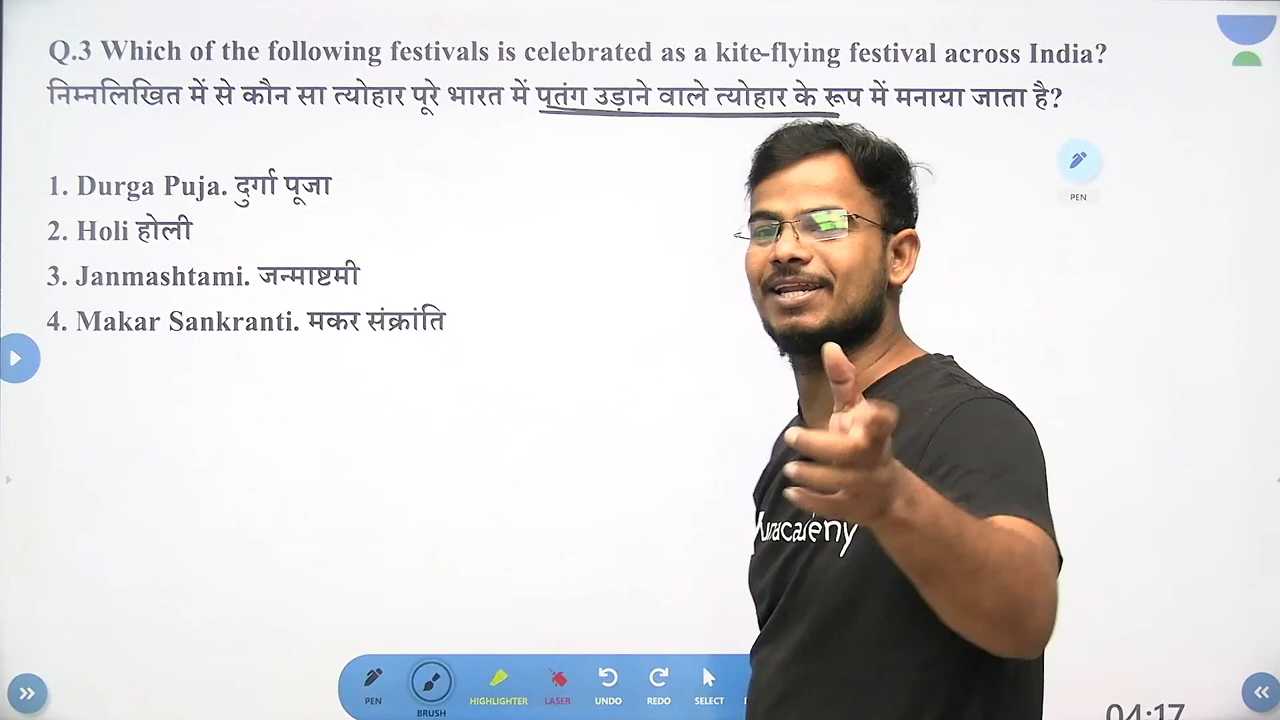 Q.3 Which of the following festivals is celebrated as a kite-flying festival across India?
निम्नलिखित में से कौन सा त्योहार पूरे भारत में पतंग उड़ाने वाले त्योहार के रूप में मनाया जाता है?
PEN
1. Durga Puja. दुर्गा पूजा
2. Holi होली
3. Janmashtami. जन्माष्टमी
4. Makar Sankranti. मकर संक्रांति
PEN
BRUSH
HIGHLIGHTER
LASER
UNDO
REDO
SELECT
04:17